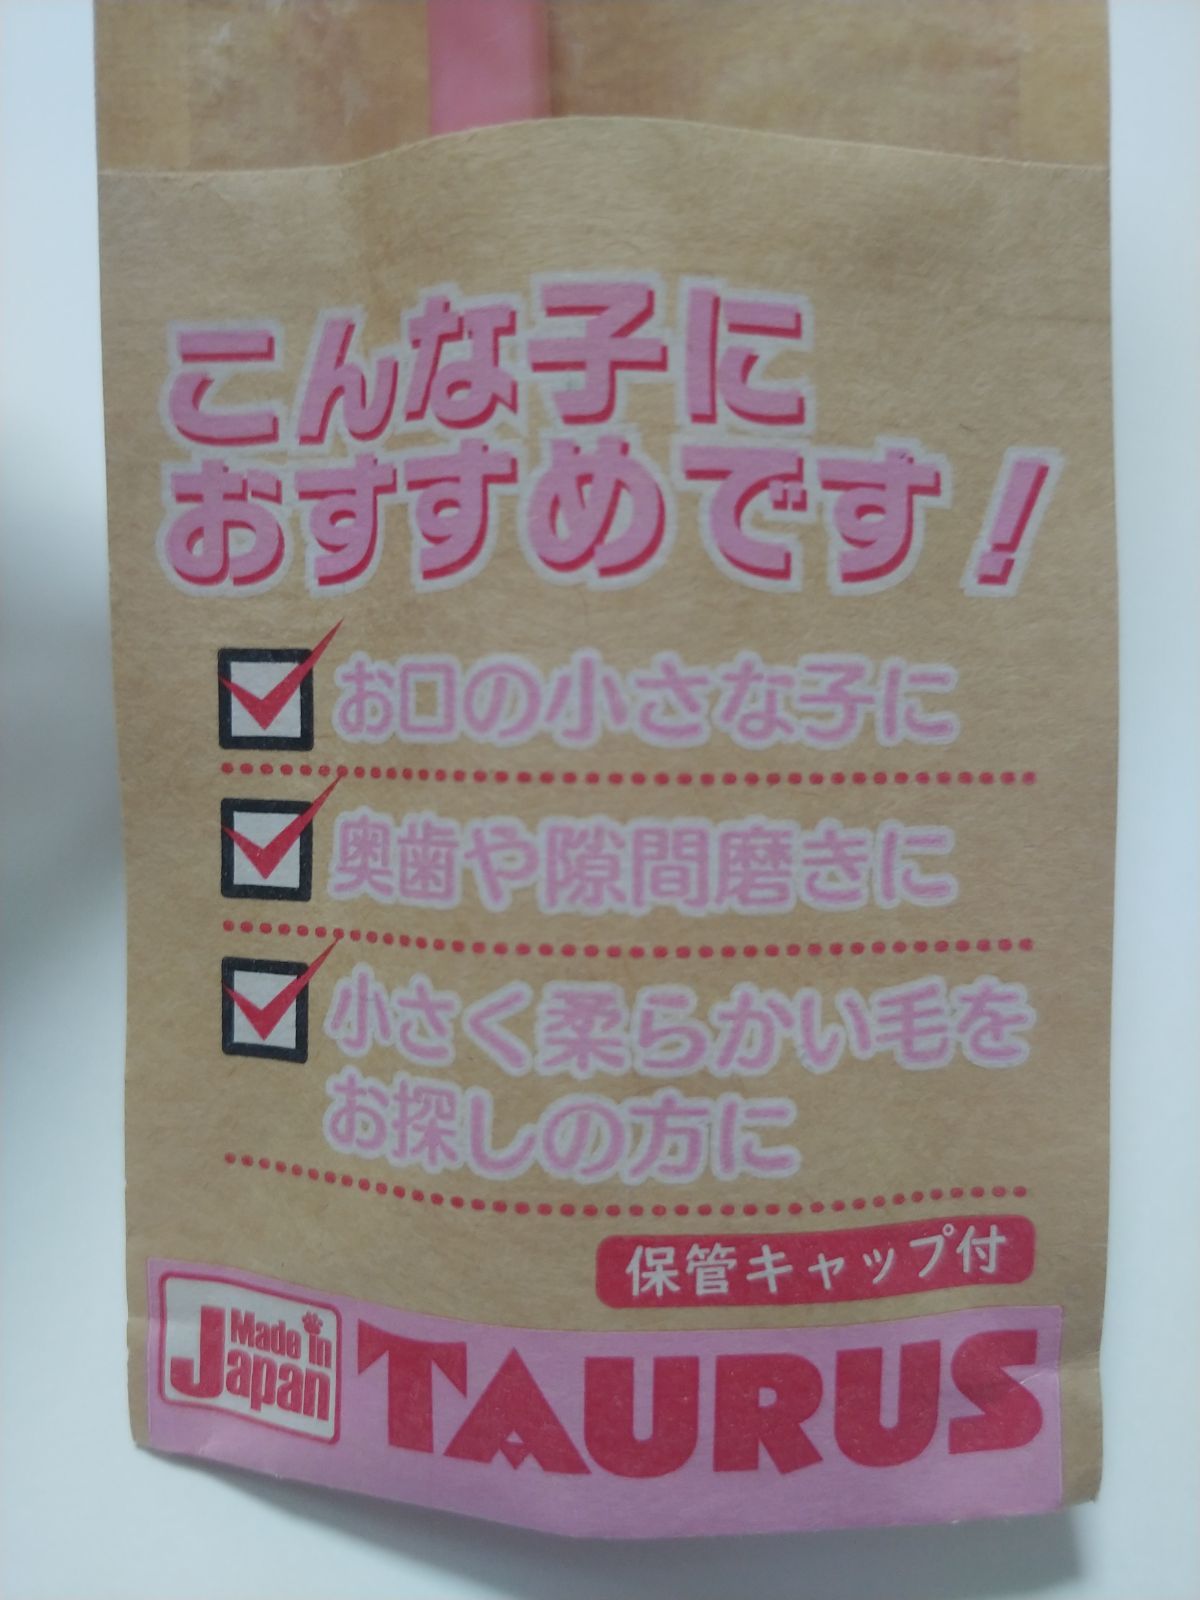 こんな子に
おすすめです！
お口の小さな子に
奥歯や隙間磨きに
小さく柔らかい毛を
お探しの方に
保管キャップ付
Made in
Japan
TAURUS